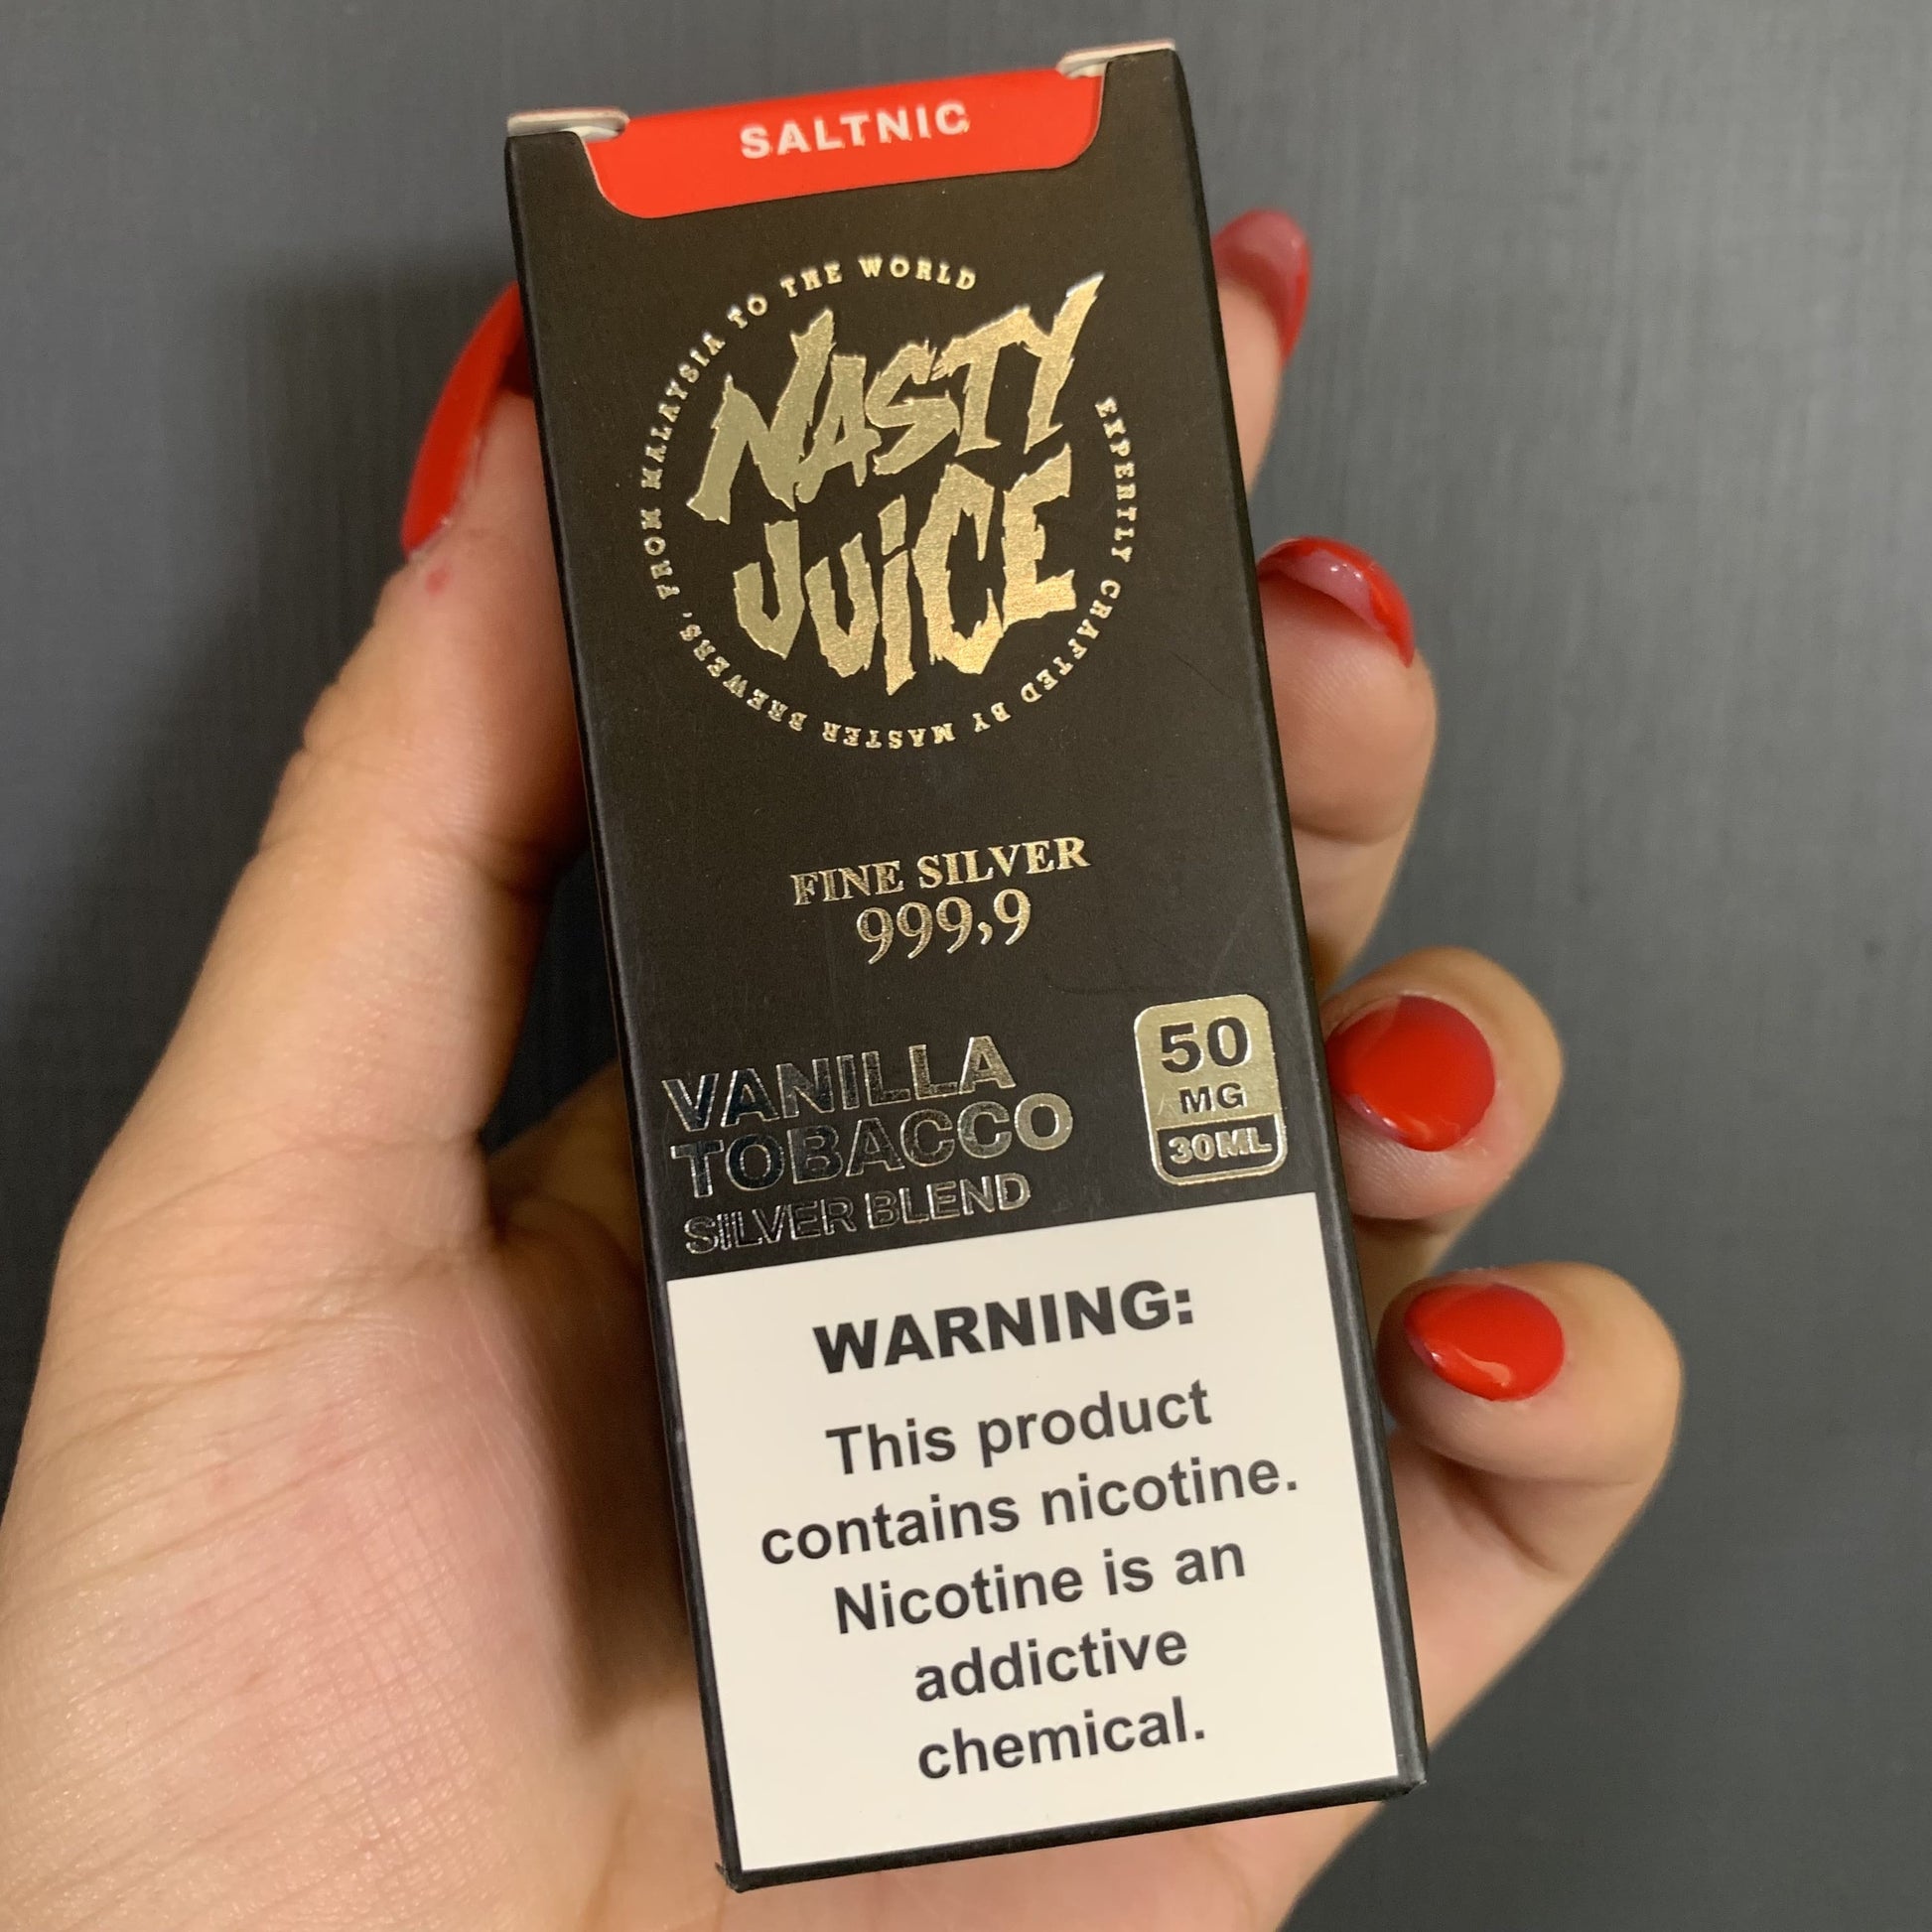 SALTNIC
EXPERTLY CRAFTED BY MASTER BREWERS, FROM MALAYSIA TO THE WORLD
NASTY
JUiCE
FINE SILVER
999,9
VANILLA
TOBACCO
SILVER BLEND
50
MG
30ML
WARNING:
This product
contains nicotine.
Nicotine is an
addictive
chemical.